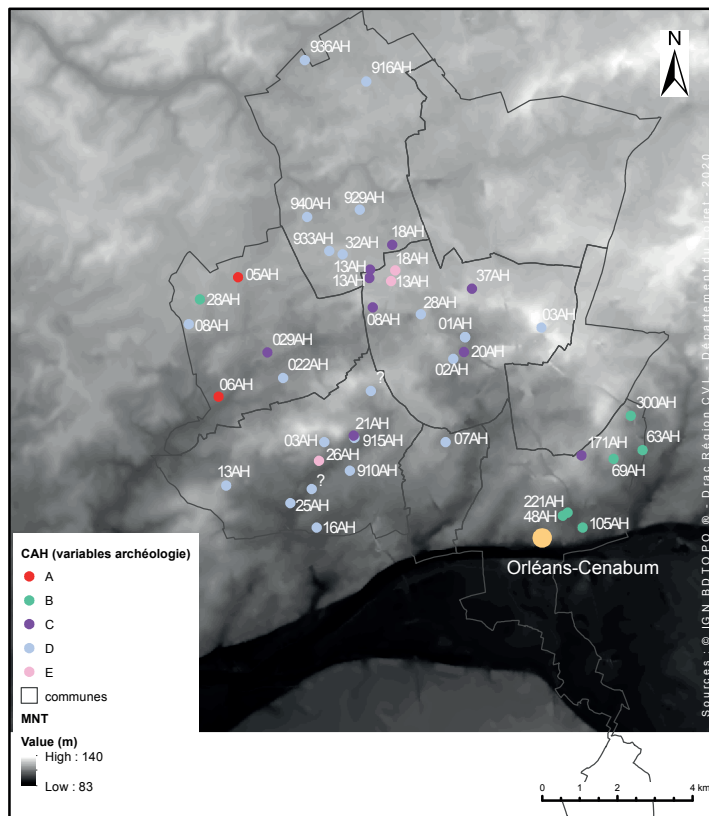 N
936AH
916AH
940AH
929AH
933AH
32AH
18AH
13AH
18AH
13AH
13AH
37AH
05AH
28AH
08AH
08AH
28AH
03AH
01AH
029AH
20AH
022AH
02AH
06AH
?
300AH
21AH
03AH
915AH
07AH
171AH
63AH
26AH
910AH
69AH
13AH
?
25AH
221AH
48AH
16AH
105AH
Orléans-Cenabum
CAH (variables archéologie)
A
B
C
D
E
communes
MNT
Value (m)
High : 140
Low : 83
0 1 2 4 km
Sources : © IGN BDTOPO ® - Drac Région CVL - Département du Loiret - 2020